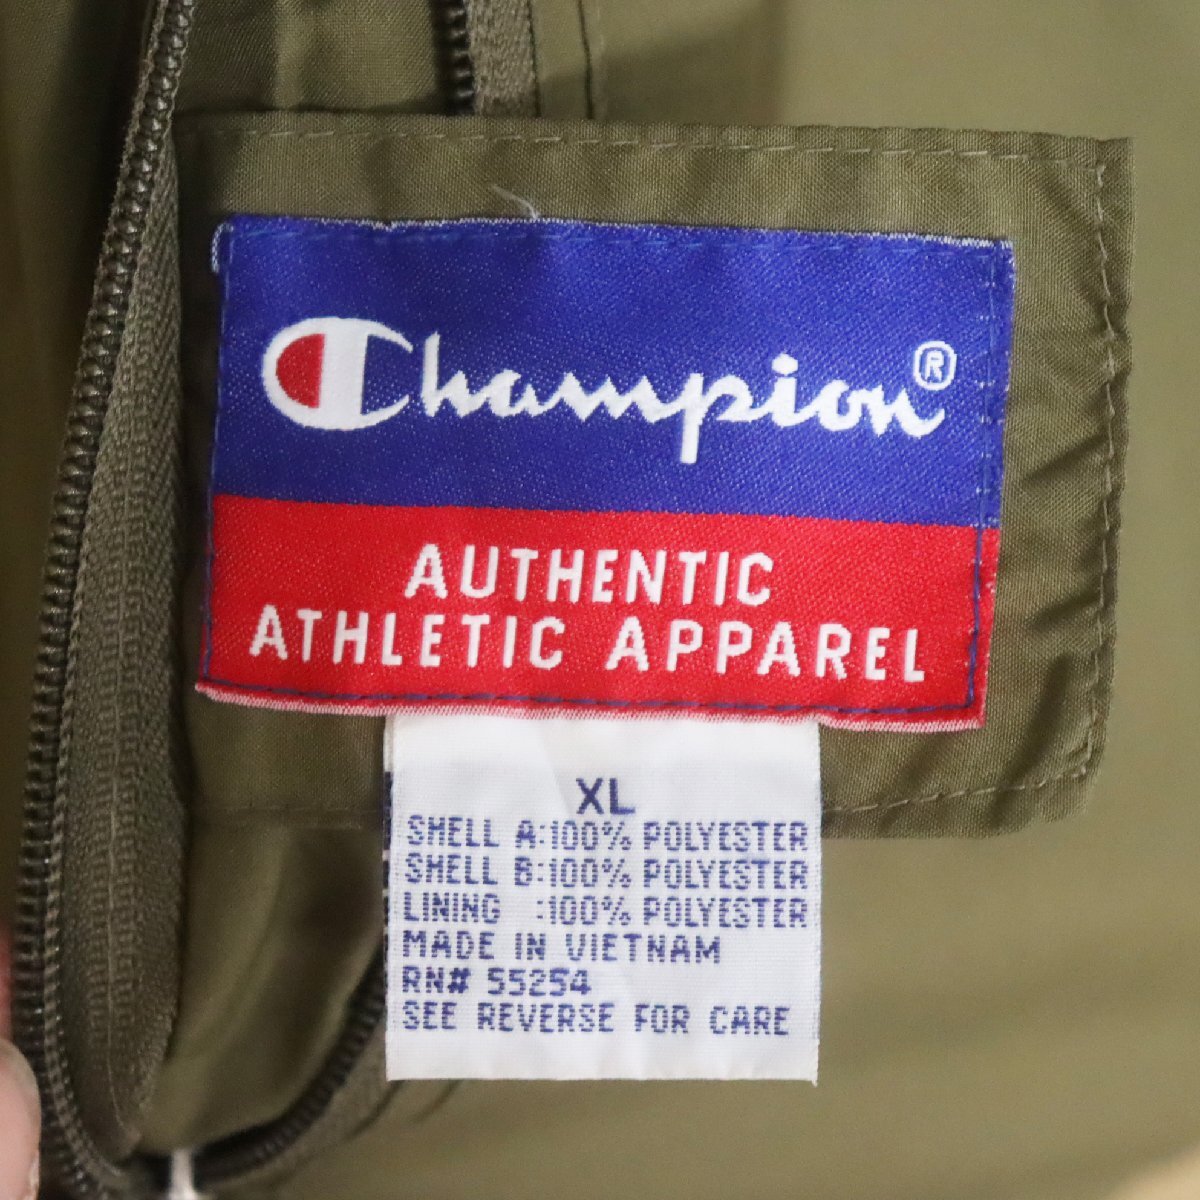 Champion®
AUTHENTIC
ATHLETIC APPAREL
XL
SHELL A:100% POLYESTER
SHELL B:100% POLYESTER
LINING :100% POLYESTER
MADE IN VIETNAM
RN# 55254
SEE REVERSE FOR CARE